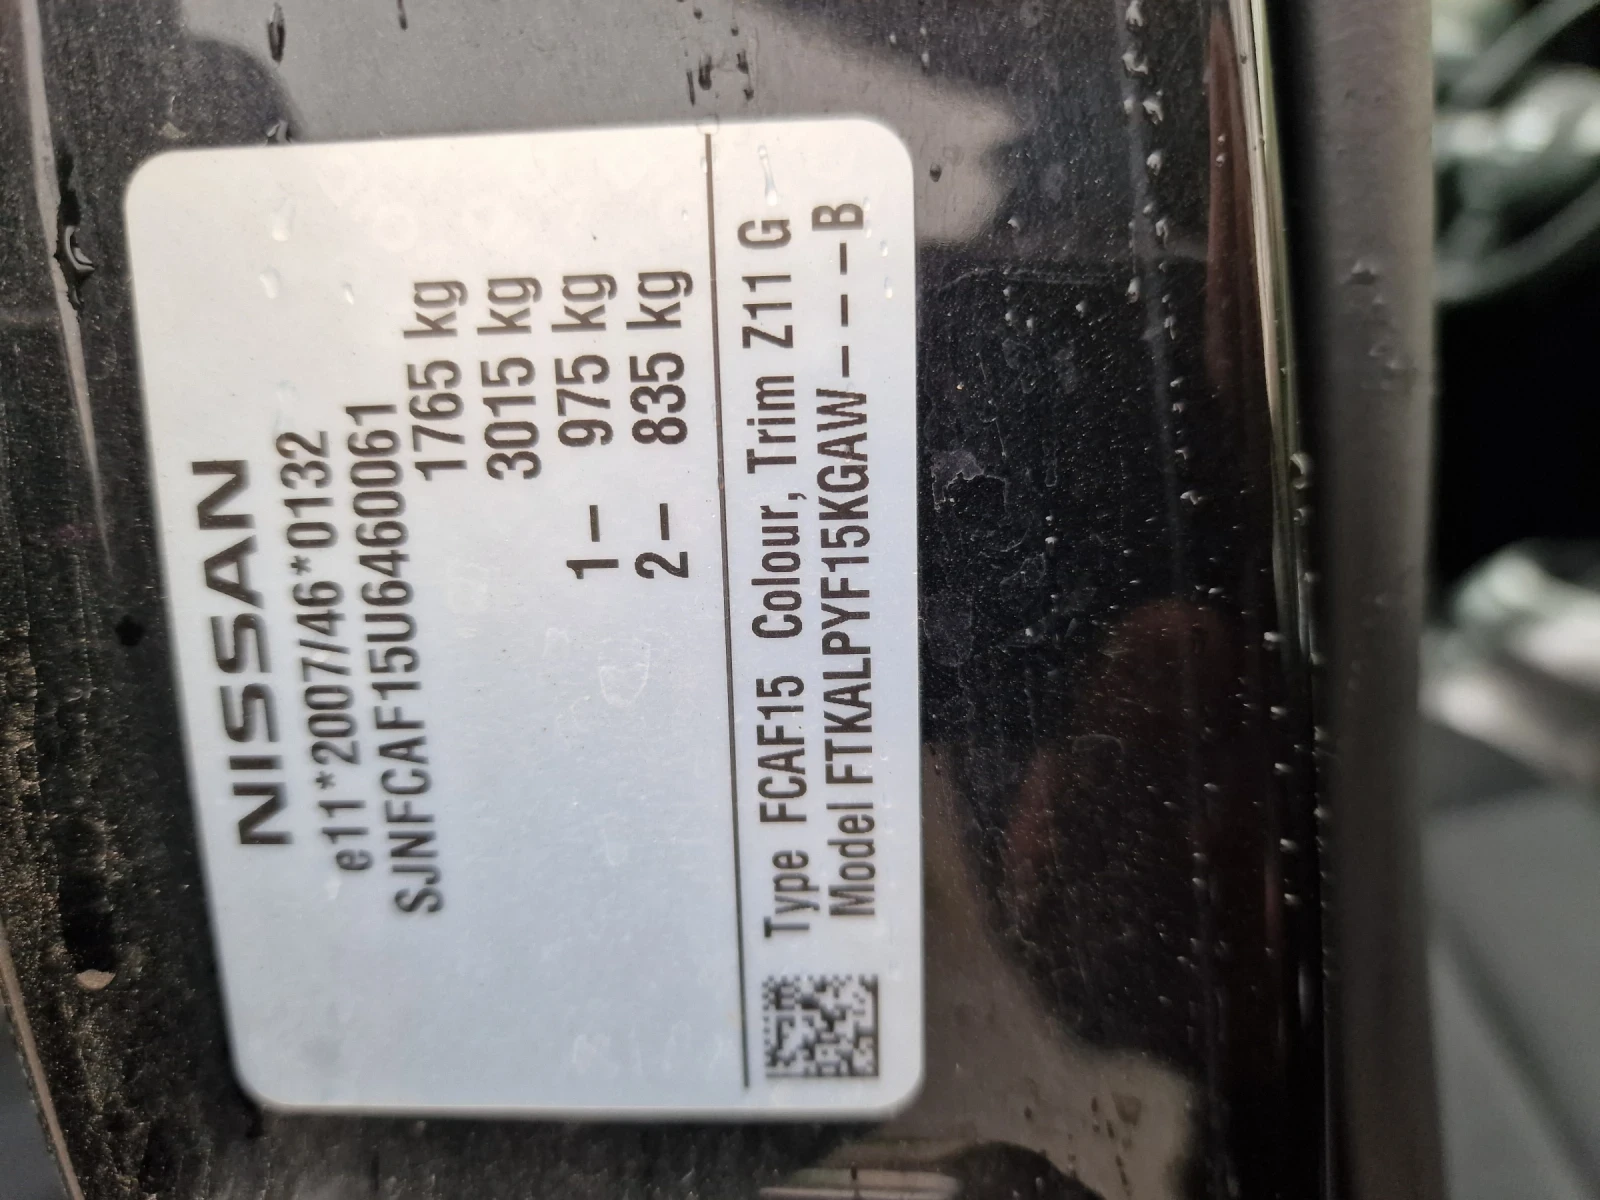 NISSAN
e11*2007/46*0132
SJNFCAF15U6460061
1765 kg
3015 kg
1– 975 kg
2– 835 kg
Type FCAF15 Colour, Trim Z11 G
Model FTKALPYF15KGAW – – – –B